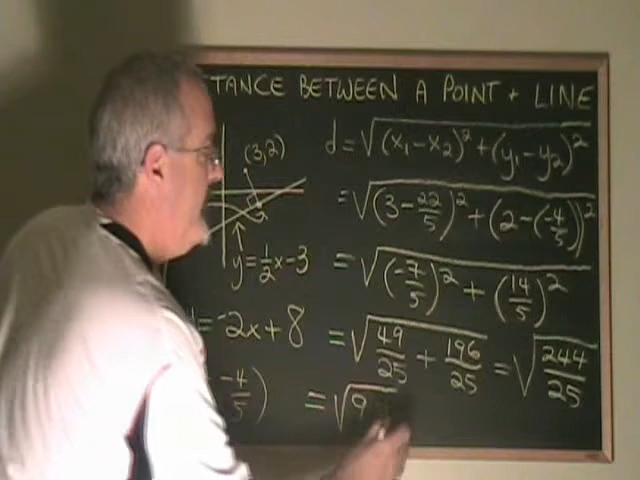 TANCE BETWEEN A POINT + LINE
(3,2)
y=½x-3
=-2x+8
-4/5)
d=√((x₁-x₂)²+(y₁-y₂)²)
=√((3-22/5)²+(2-(-4/5))²)
=√((-7/5)²+(14/5)²)
=√(49/25+196/25)=√(244/25)
=√9